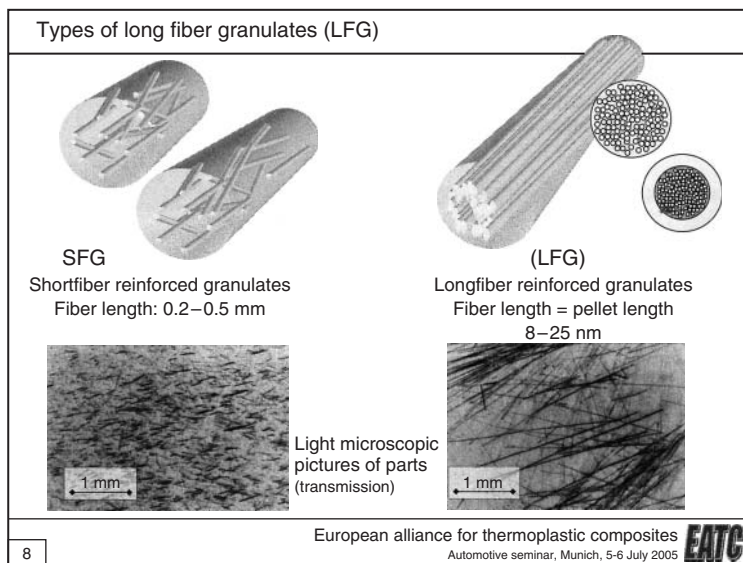 Types of long fiber granulates (LFG)
SFG
Shortfiber reinforced granulates
Fiber length: 0.2–0.5 mm
(LFG)
Longfiber reinforced granulates
Fiber length = pellet length
8–25 nm
1 mm
Light microscopic
pictures of parts
(transmission)
1 mm
8
European alliance for thermoplastic composites
Automotive seminar, Munich, 5-6 July 2005
EATC